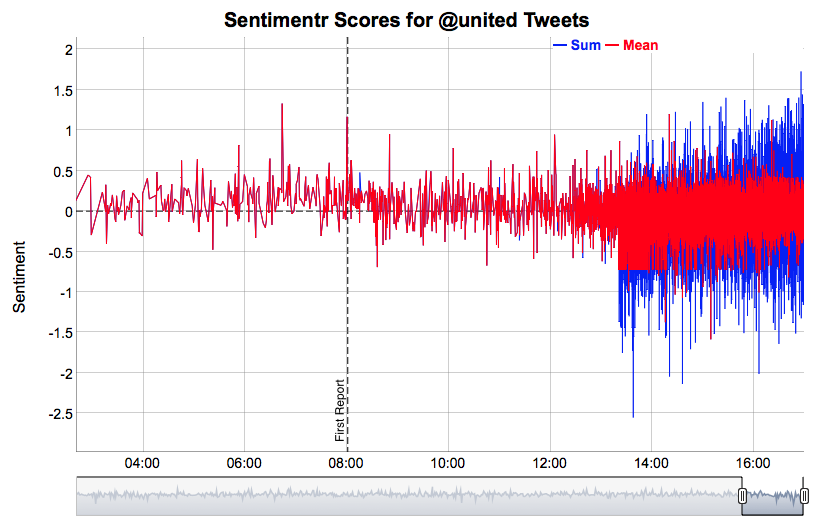 Sentimentr Scores for @united Tweets
Sum Mean
2
1.5
1
0.5
0
-0.5
-1
-1.5
-2
-2.5
Sentiment
First Report
04:00 06:00 08:00 10:00 12:00 14:00 16:00